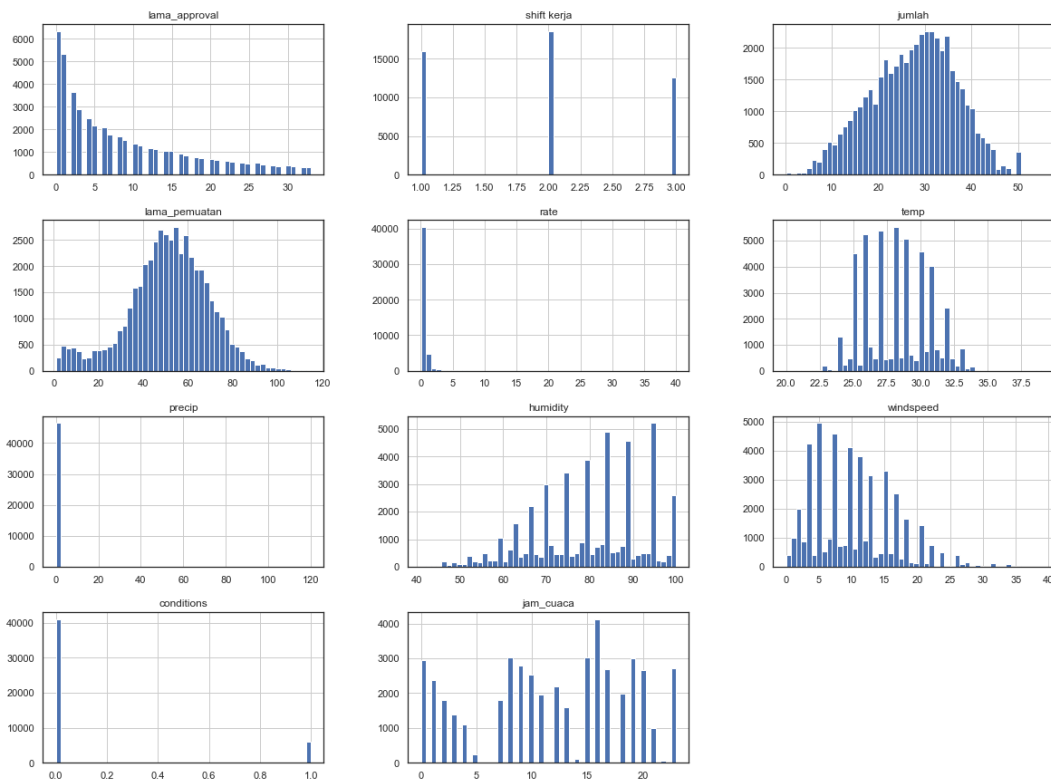 lama_approval
6000
5000
4000
3000
2000
1000
0
0 5 10 15 20 25 30
shift kerja
15000
10000
5000
0
1.00 1.25 1.50 1.75 2.00 2.25 2.50 2.75 3.00
jumlah
2000
1500
1000
500
0
0 10 20 30 40 50
lama_pemuatan
2500
2000
1500
1000
500
0
0 20 40 60 80 100 120
rate
40000
30000
20000
10000
0
0 5 10 15 20 25 30 35 40
temp
5000
4000
3000
2000
1000
0
20.0 22.5 25.0 27.5 30.0 32.5 35.0 37.5
precip
40000
30000
20000
10000
0
0 20 40 60 80 100 120
humidity
5000
4000
3000
2000
1000
0
40 50 60 70 80 90 100
windspeed
5000
4000
3000
2000
1000
0
0 5 10 15 20 25 30 35 40
conditions
40000
30000
20000
10000
0
0.0 0.2 0.4 0.6 0.8 1.0
jam_cuaca
4000
3000
2000
1000
0
0 5 10 15 20